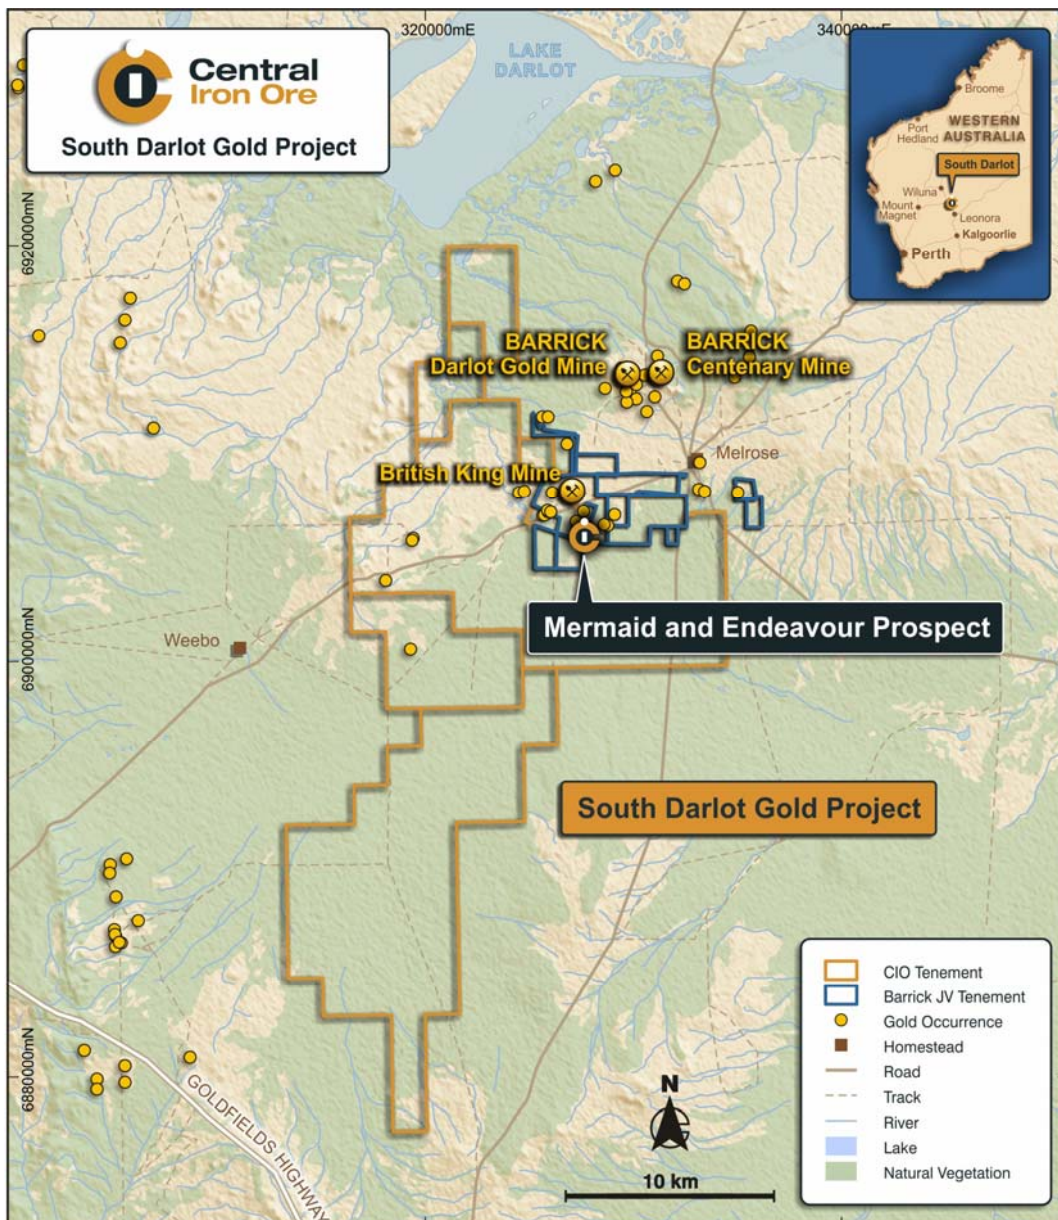 320000mE
340000mE
Central
Iron Ore
South Darlot Gold Project
LAKE
DARLOT
Broome
Port
Hedland
WESTERN
AUSTRALIA
South Darlot
Wiluna
Mount
Magnet
Leonora
Kalgoorlie
Perth
6920000mN
BARRICK
Darlot Gold Mine
BARRICK
Centenary Mine
Melrose
British King Mine
Mermaid and Endeavour Prospect
Weebo
6900000mN
South Darlot Gold Project
6880000mN
GOLDFIELDS HIGHWAY
N
10 km
CIO Tenement
Barrick JV Tenement
Gold Occurrence
Homestead
Road
Track
River
Lake
Natural Vegetation